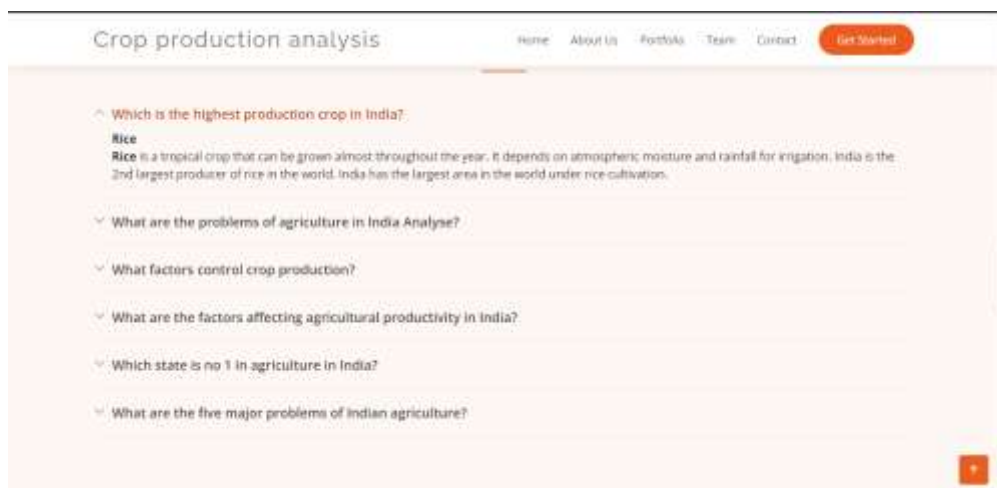 Crop production analysis
Home About Us Portfolio Team Contact Get Started
Which is the highest production crop in India?
Rice
Rice is a tropical crop that can be grown almost throughout the year. It depends on atmospheric moisture and rainfall for irrigation. India is the
2nd largest producer of rice in the world. India has the largest area in the world under rice cultivation.
What are the problems of agriculture in India Analyse?
What factors control crop production?
What are the factors affecting agricultural productivity in India?
Which state is no 1 in agriculture in India?
What are the five major problems of Indian agriculture?